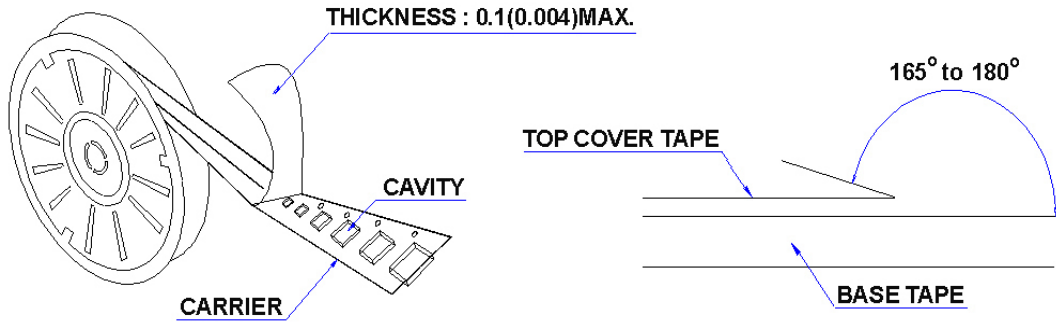 THICKNESS : 0.1(0.004)MAX.
165° to 180°
TOP COVER TAPE
CAVITY
CARRIER
BASE TAPE